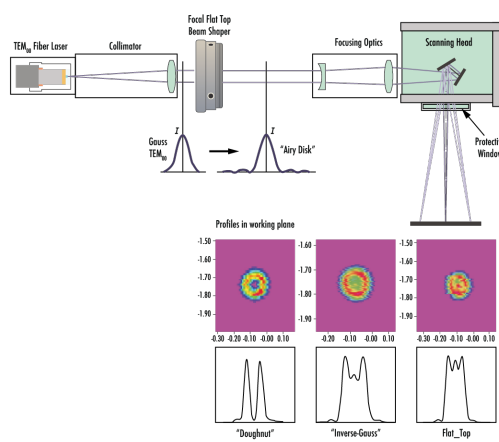 Focal Flat Top
Beam Shaper
TEM₀₀ Fiber Laser
Collimator
Focusing Optics
Scanning Head
I
I
Gauss
TEM₀₀
"Airy Disk"
Protective
Window
Profiles in working plane
-1.50
-1.60
-1.70
-1.80
-1.90
-1.60
-1.70
-1.80
-1.90
-1.50
-1.60
-1.70
-1.80
-1.90
-0.30 -0.20 -0.10 -0.00 0.10
-0.20 -0.10 -0.00 0.10
-0.20 -0.10 -0.00 0.10
"Doughnut"
"Inverse-Gauss"
Flat_Top